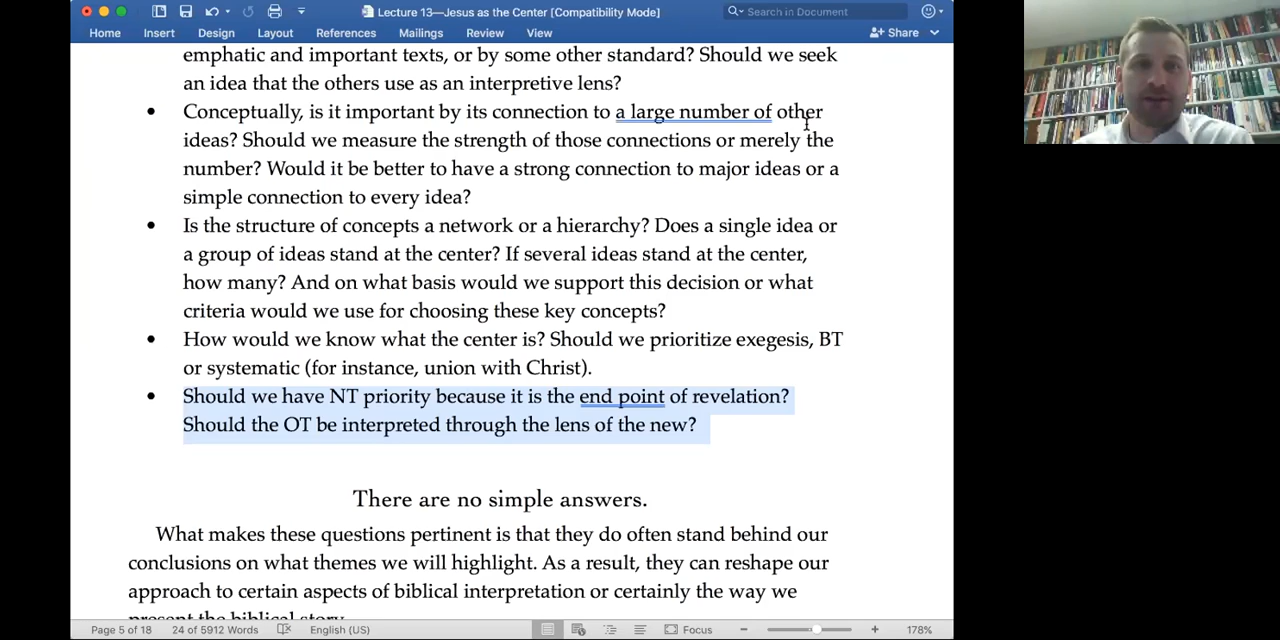 Lecture 13—Jesus as the Center [Compatibility Mode]
Search in Document
Home Insert Design Layout References Mailings Review View Share
emphatic and important texts, or by some other standard? Should we seek
an idea that the others use as an interpretive lens?
• Conceptually, is it important by its connection to a large number of other
ideas? Should we measure the strength of those connections or merely the
number? Would it be better to have a strong connection to major ideas or a
simple connection to every idea?
• Is the structure of concepts a network or a hierarchy? Does a single idea or
a group of ideas stand at the center? If several ideas stand at the center,
how many? And on what basis would we support this decision or what
criteria would we use for choosing these key concepts?
• How would we know what the center is? Should we prioritize exegesis, BT
or systematic (for instance, union with Christ).
• Should we have NT priority because it is the end point of revelation?
Should the OT be interpreted through the lens of the new?
There are no simple answers.
What makes these questions pertinent is that they do often stand behind our
conclusions on what themes we will highlight. As a result, they can reshape our
approach to certain aspects of biblical interpretation or certainly the way we
present the biblical story.
Page 5 of 18 24 of 5912 Words English (US) Focus 178%